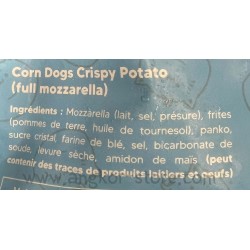 Corn Dogs Crispy Potato
(full mozzarella)
Ingrédients : Mozzarella (lait, sel, présure), frites
(pommes de terre, huile de tournesol), panko,
sucre cristal, farine de blé, sel, bicarbonate de
soude, levure sèche, amidon de maïs (peut
contenir des traces de produits laitiers et oeufs)